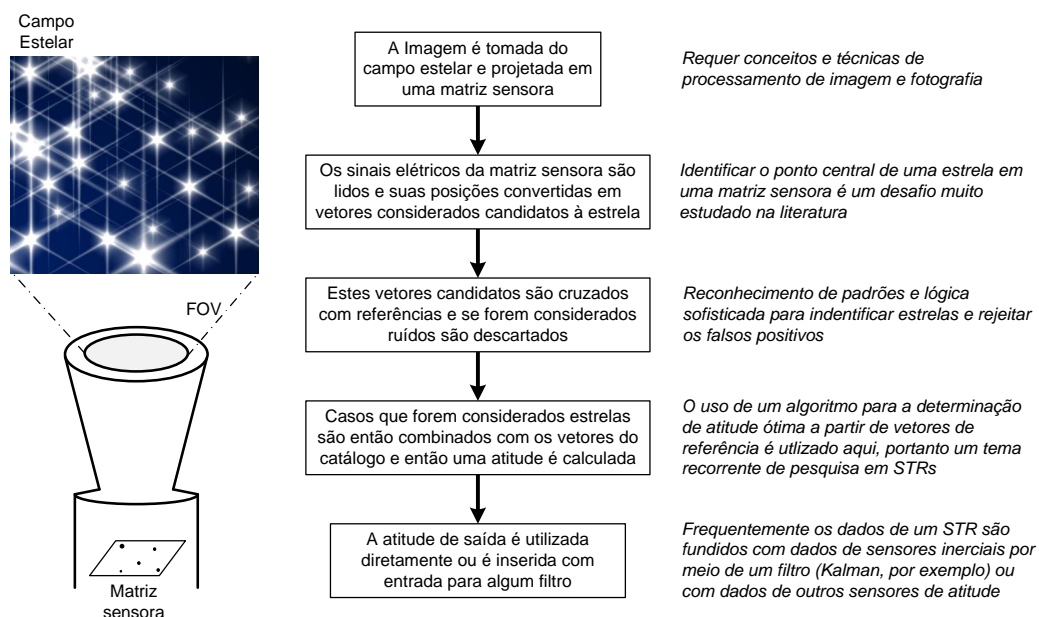 Campo
Estelar
FOV
Matriz
sensora
A Imagem é tomada do
campo estelar e projetada em
uma matriz sensora
Requer conceitos e técnicas de
processamento de imagem e fotografia
Os sinais elétricos da matriz sensora são
lidos e suas posições convertidas em
vetores considerados candidatos à estrela
Identificar o ponto central de uma estrela em
uma matriz sensora é um desafio muito
estudado na literatura
Estes vetores candidatos são cruzados
com referências e se forem considerados
ruídos são descartados
Reconhecimento de padrões e lógica
sofisticada para indentificar estrelas e rejeitar
os falsos positivos
Casos que forem considerados estrelas
são então combinados com os vetores do
catálogo e então uma atitude é calculada
O uso de um algoritmo para a determinação
de atitude ótima a partir de vetores de
referência é utlizado aqui, portanto um tema
recorrente de pesquisa em STRs
A atitude de saída é utilizada
diretamente ou é inserida com
entrada para algum filtro
Frequentemente os dados de um STR são
fundidos com dados de sensores inerciais por
meio de um filtro (Kalman, por exemplo) ou
com dados de outros sensores de atitude